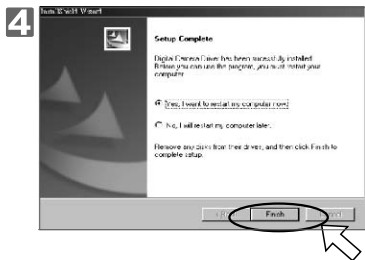 4
InstallShield Wizard
Setup Complete
Digital Camera Driver has been successfully installed.
Before you can use the program, you must restart your
computer.
Yes, I want to restart my computer now.
No, I will restart my computer later.
Remove any disks from their drives, and then click Finish to
complete setup.
< Back
Finish
Cancel